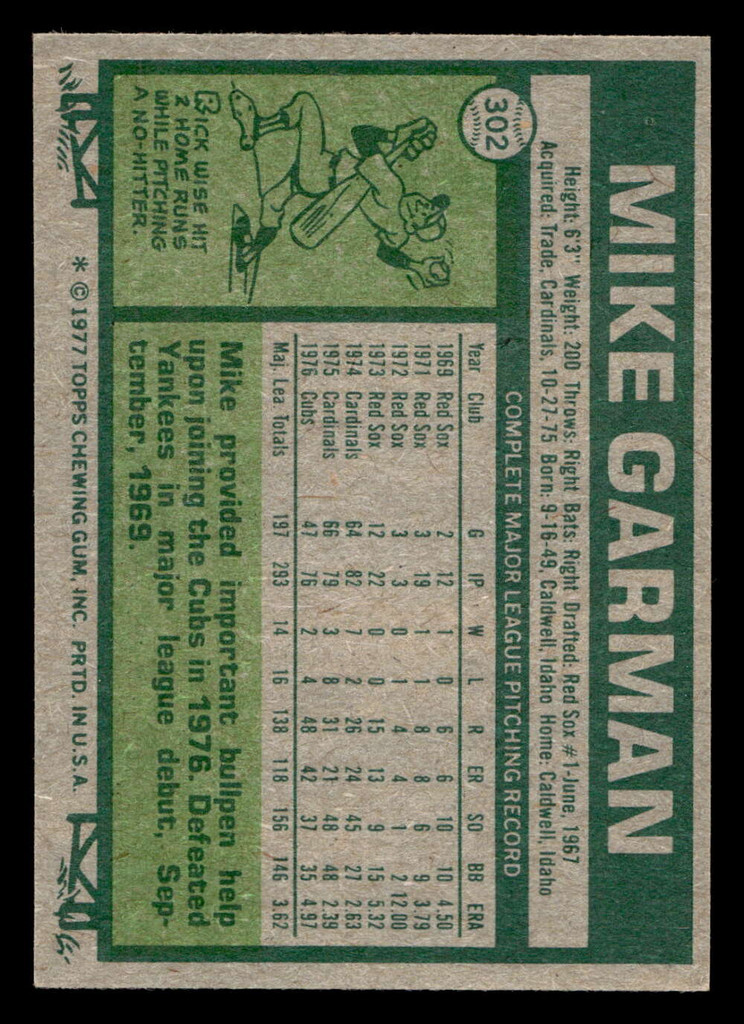 MIKE GARMAN
302
Height: 6'3" Weight: 200 Throws: Right Bats: Right Drafted: Red Sox #1-June, 1967
Acquired: Trade, Cardinals, 10-27-75 Born: 9-16-49, Caldwell, Idaho Home: Caldwell, Idaho
COMPLETE MAJOR LEAGUE PITCHING RECORD
Year Club G IP W L R ER SO BB ERA
1969 Red Sox 2 12 1 0 6 6 10 10 4.50
1971 Red Sox 3 19 1 1 8 8 6 9 3.79
1972 Red Sox 3 3 0 1 4 4 1 2 12.00
1973 Red Sox 12 22 0 0 15 13 9 15 5.32
1974 Cardinals 64 82 7 2 26 24 45 27 2.63
1975 Cardinals 66 79 3 8 31 21 48 48 2.39
1976 Cubs 47 76 2 4 48 42 37 35 4.97
Maj. Lea. Totals 197 293 14 16 138 118 156 146 3.62
RICK WISE HIT
2 HOME RUNS
WHILE PITCHING
A NO-HITTER.
Mike provided important bullpen help
upon joining the Cubs in 1976. Defeated
Yankees in major league debut, Sep-
tember, 1969.
* © 1977 TOPPS CHEWING GUM, INC. PRTD. IN U.S.A.